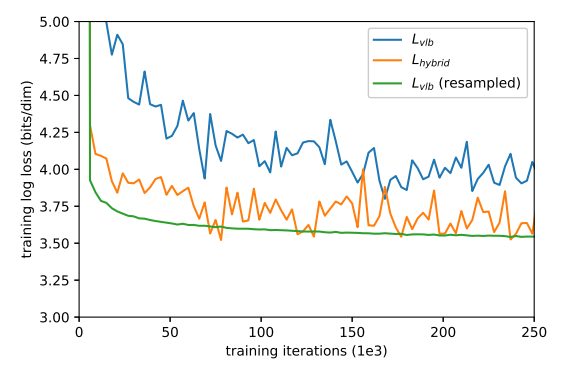 5.00
4.75
4.50
4.25
4.00
3.75
3.50
3.25
3.00
training log loss (bits/dim)
L_vlb
L_hybrid
L_vlb (resampled)
0 50 100 150 200 250
training iterations (1e3)